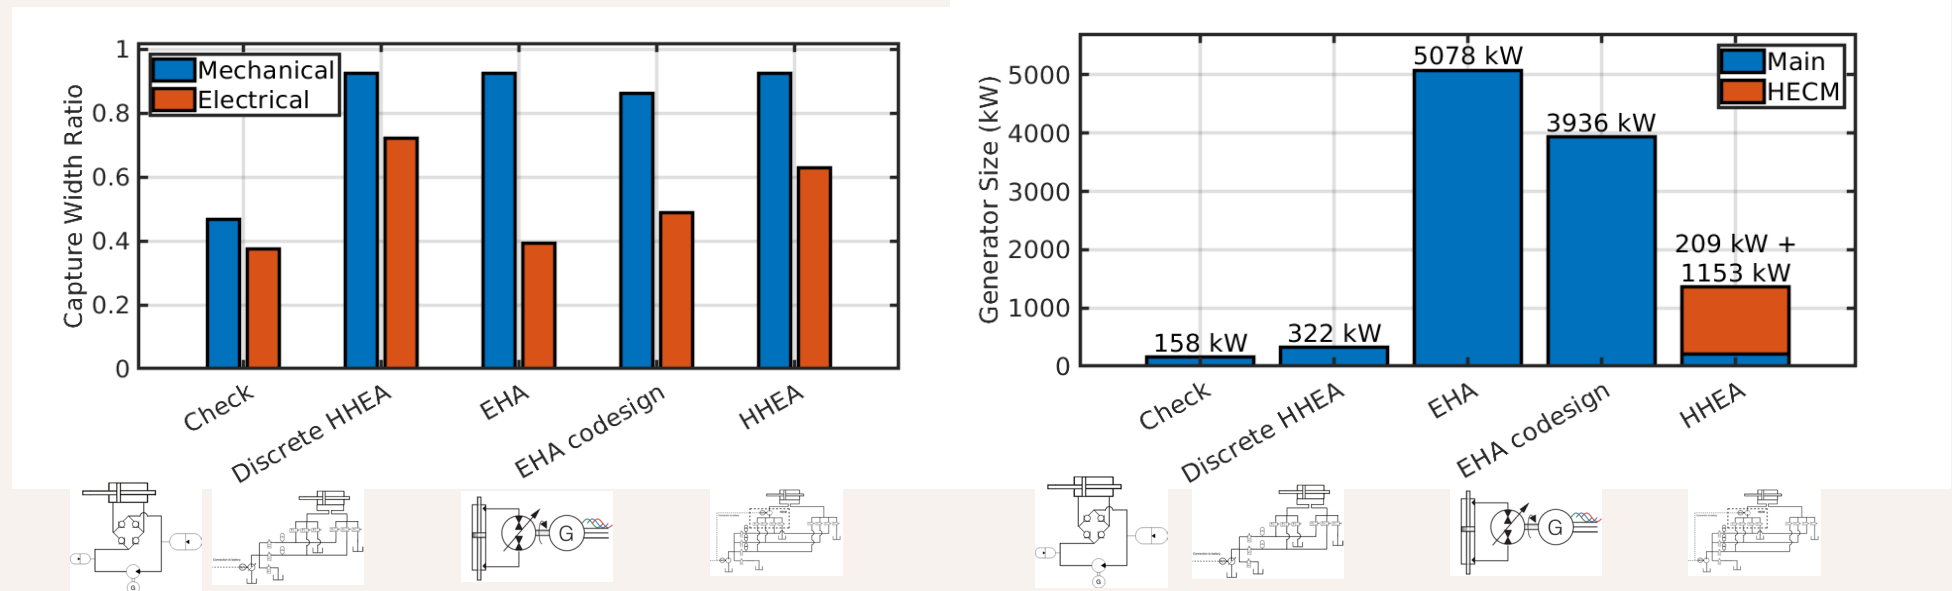 Capture Width Ratio
1
0.8
0.6
0.4
0.2
0
Mechanical
Electrical
Check
Discrete HHEA
EHA
EHA codesign
HHEA
G
G
Generator Size (kW)
5000
4000
3000
2000
1000
0
158 kW
322 kW
5078 kW
3936 kW
209 kW +
1153 kW
Main
HECM
Check
Discrete HHEA
EHA
EHA codesign
HHEA
G
G